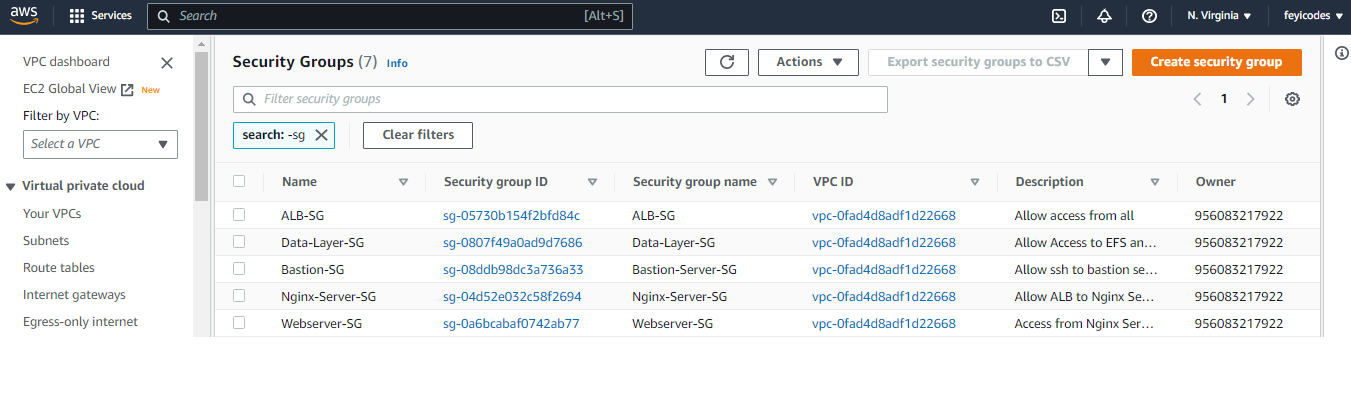 aws Services Search [Alt+S] N. Virginia feyicodes
VPC dashboard
EC2 Global View New
Filter by VPC:
Select a VPC
Virtual private cloud
Your VPCs
Subnets
Route tables
Internet gateways
Egress-only internet
Security Groups (7) Info Actions Export security groups to CSV Create security group
Filter security groups 1
search: -sg Clear filters
Name Security group ID Security group name VPC ID Description Owner
ALB-SG sg-05730b154f2bfd84c ALB-SG vpc-0fad4d8adf1d22668 Allow access from all 956083217922
Data-Layer-SG sg-0807f49a0ad9d7686 Data-Layer-SG vpc-0fad4d8adf1d22668 Allow Access to EFS an... 956083217922
Bastion-SG sg-08ddb98dc3a736a33 Bastion-Server-SG vpc-0fad4d8adf1d22668 Allow ssh to bastion se... 956083217922
Nginx-Server-SG sg-04d52e032c58f2694 Nginx-Server-SG vpc-0fad4d8adf1d22668 Allow ALB to Nginx Se... 956083217922
Webserver-SG sg-0a6bcabaf0742ab77 Webserver-SG vpc-0fad4d8adf1d22668 Access from Nginx Ser... 956083217922